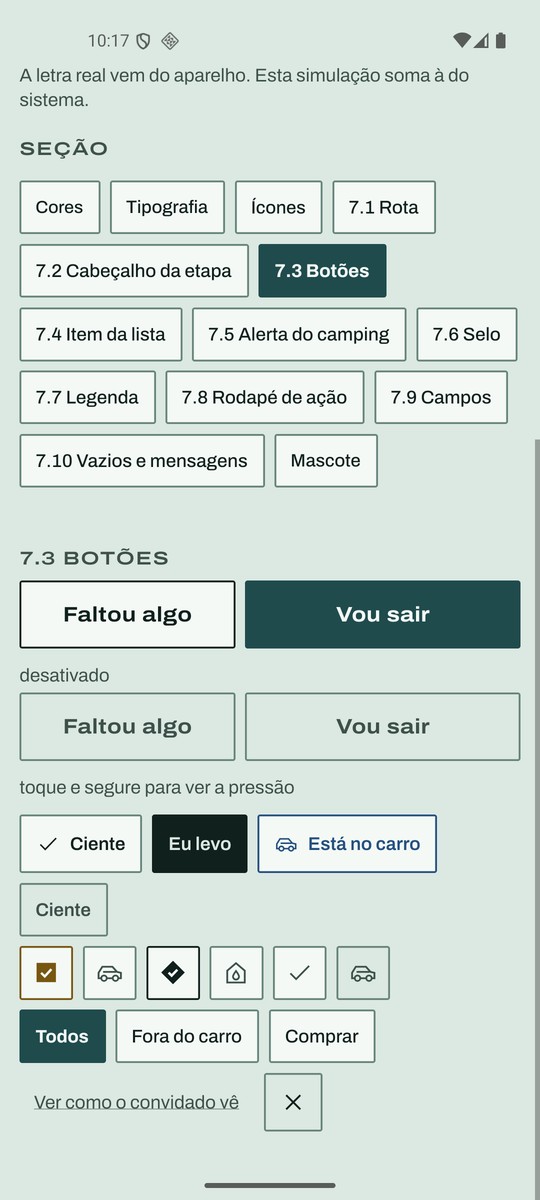 10:17
A letra real vem do aparelho. Esta simulação soma à do
sistema.
SEÇÃO
Cores Tipografia Ícones 7.1 Rota
7.2 Cabeçalho da etapa 7.3 Botões
7.4 Item da lista 7.5 Alerta do camping 7.6 Selo
7.7 Legenda 7.8 Rodapé de ação 7.9 Campos
7.10 Vazios e mensagens Mascote
7.3 BOTÕES
Faltou algo Vou sair
desativado
Faltou algo Vou sair
toque e segure para ver a pressão
Ciente Eu levo Está no carro
Ciente
Todos Fora do carro Comprar
Ver como o convidado vê